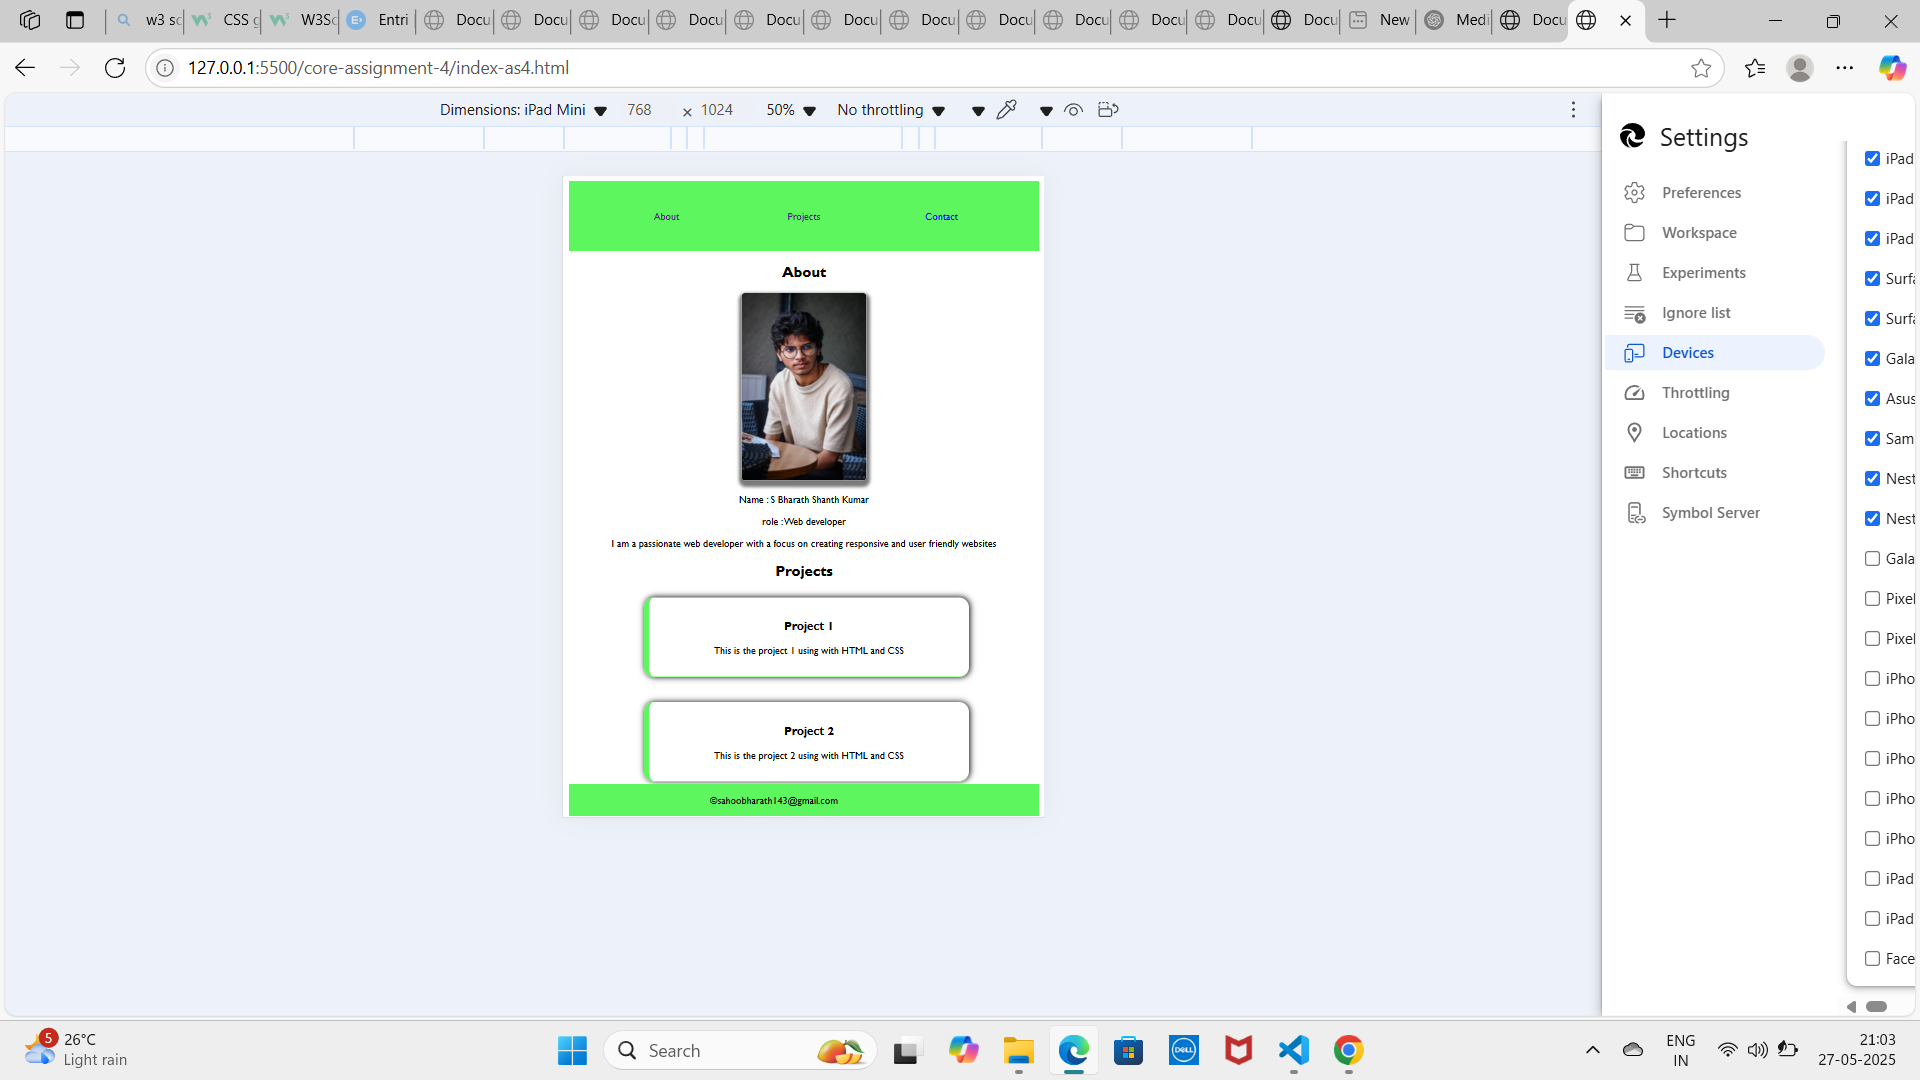 w3 sc
CSS g
W3Sc
Entri
Docu
Docu
Docu
Docu
Docu
Docu
Docu
Docu
Docu
Docu
Docu
Docu
New
Medi
Docu
127.0.0.1:5500/core-assignment-4/index-as4.html
Dimensions: iPad Mini 768 × 1024 50% No throttling
Settings
Preferences
Workspace
Experiments
Ignore list
Devices
Throttling
Locations
Shortcuts
Symbol Server
iPad
iPad
iPad
Surfa
Surfa
Gala
Asus
Sam
Nest
Nest
Gala
Pixel
Pixel
iPho
iPho
iPho
iPho
iPho
iPad
iPad
Face
About Projects Contact
About
Name : S Bharath Shanth Kumar
role :Web developer
I am a passionate web developer with a focus on creating responsive and user friendly websites
Projects
Project 1
This is the project 1 using with HTML and CSS
Project 2
This is the project 2 using with HTML and CSS
©sahoobharath143@gmail.com
5
26°C
Light rain
Search
DELL
ENG
IN
21:03
27-05-2025